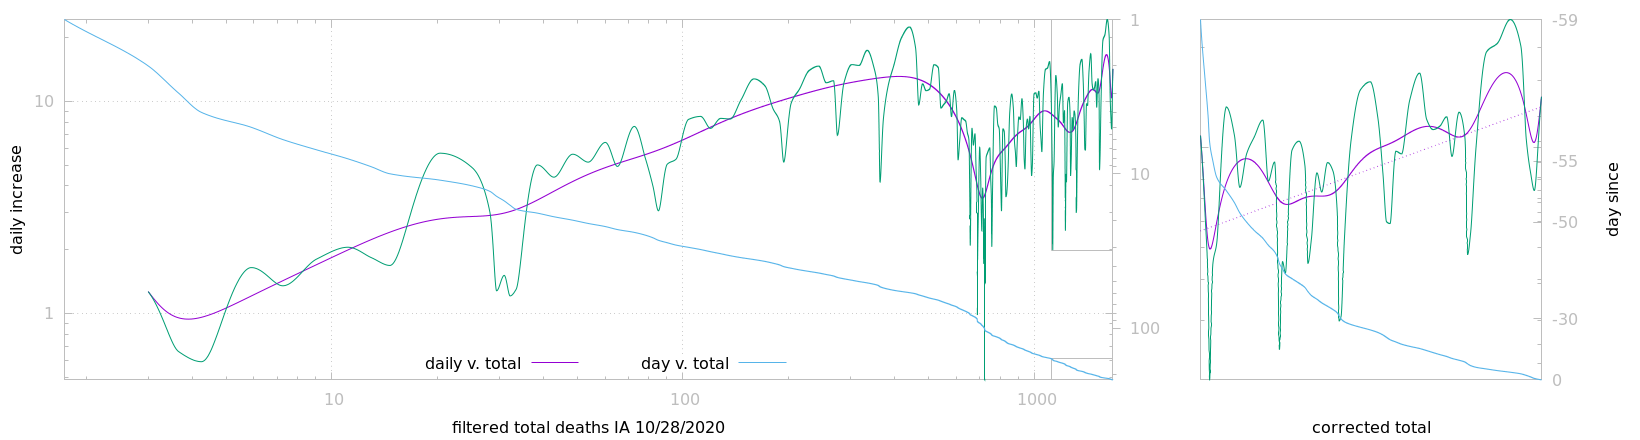 daily increase
10
1
10
100
1000
1
10
100
daily v. total
day v. total
filtered total deaths IA 10/28/2020
-59
-55
-50
-30
0
day since
corrected total